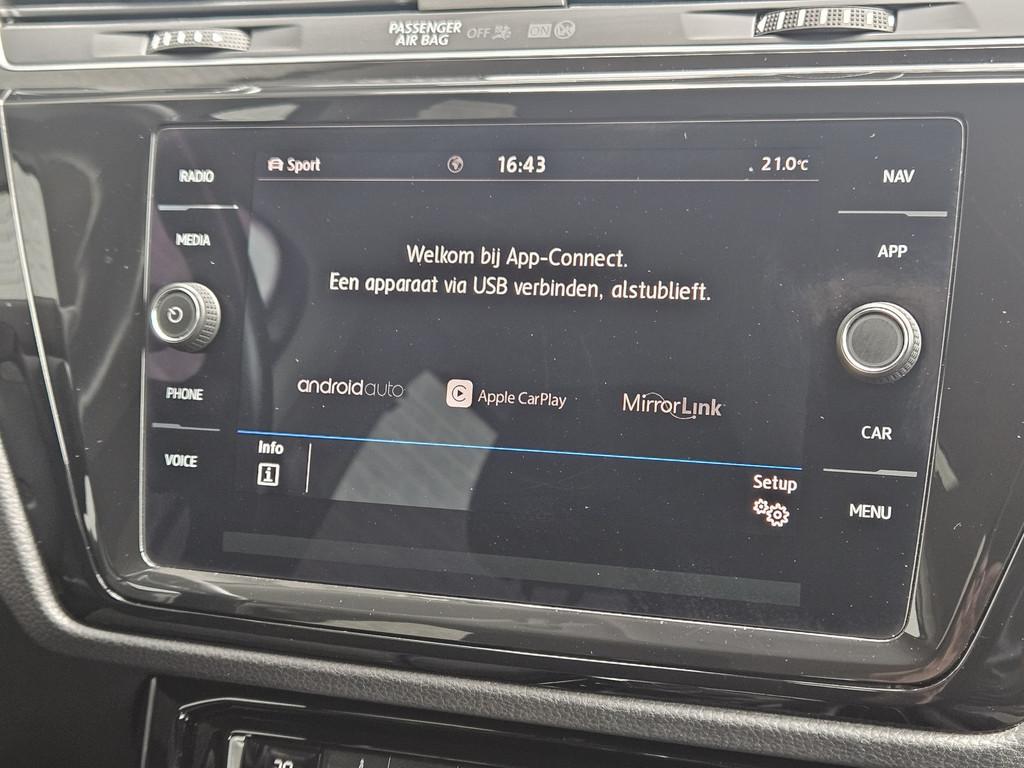 PASSENGER
AIR BAG
OFF
ON
Sport
16:43
21.0°C
RADIO
MEDIA
PHONE
VOICE
Welkom bij App-Connect.
Een apparaat via USB verbinden, alstublieft.
androidauto
Apple CarPlay
MirrorLink
Info
Setup
NAV
APP
CAR
MENU